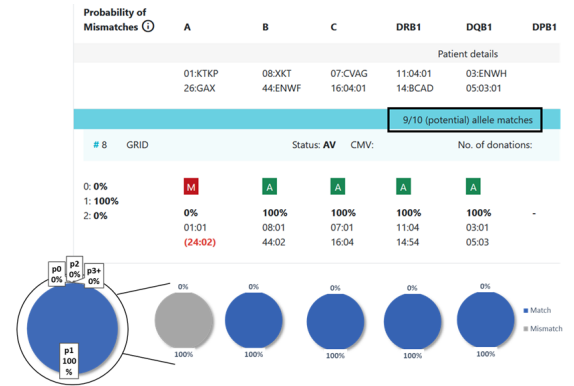 Probability of
Mismatches A B C DRB1 DQB1 DPB1
Patient details
01:KTKP 08:XKT 07:CVAG 11:04:01 03:ENWH
26:GAX 44:ENWF 16:04:01 14:BCAD 05:03:01
9/10 (potential) allele matches
# 8 GRID Status: AV CMV: No. of donations:
0: 0% M A A A A
1: 100%
2: 0% 0% 100% 100% 100% 100% -
01:01 08:01 07:01 11:04 03:01
(24:02) 44:02 16:04 14:54 05:03
p0 0% p2 0% p3+ 0%
0% 0% 0% 0% 0%
Match
Mismatch
p1
100
%
100% 100% 100% 100% 100%